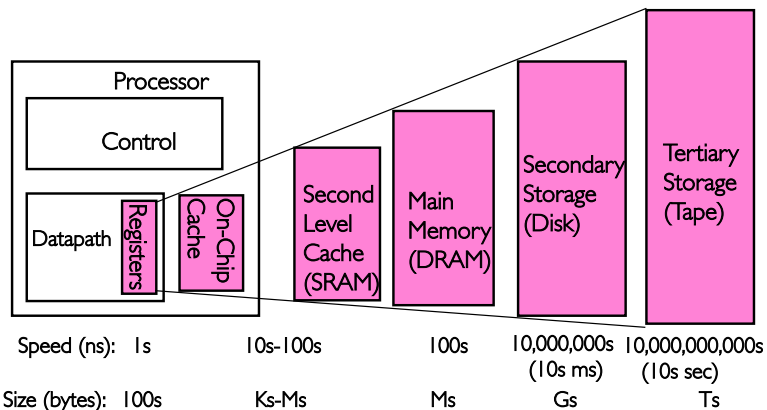 Processor
Control
Datapath
Registers
On-Chip
Cache
Second
Level
Cache
(SRAM)
Main
Memory
(DRAM)
Secondary
Storage
(Disk)
Tertiary
Storage
(Tape)
Speed (ns): 1s 10s-100s 100s 10,000,000s 10,000,000,000s
(10s ms) (10s sec)
Size (bytes): 100s Ks-Ms Ms Gs Ts